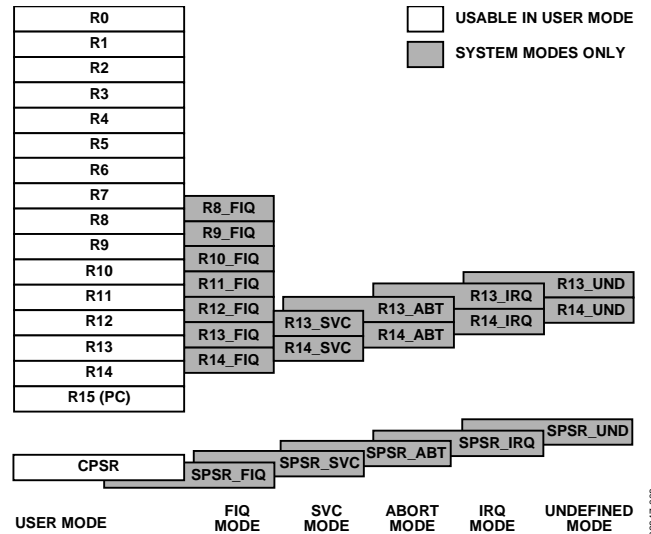 USABLE IN USER MODE
SYSTEM MODES ONLY
R0
R1
R2
R3
R4
R5
R6
R7
R8
R9
R10
R11
R12
R13
R14
R15 (PC)
R8_FIQ
R9_FIQ
R10_FIQ
R11_FIQ
R12_FIQ
R13_FIQ
R14_FIQ
R13_SVC
R14_SVC
R13_ABT
R14_ABT
R13_IRQ
R14_IRQ
R13_UND
R14_UND
CPSR
SPSR_FIQ
SPSR_SVC
SPSR_ABT
SPSR_IRQ
SPSR_UND
USER MODE
FIQ
MODE
SVC
MODE
ABORT
MODE
IRQ
MODE
UNDEFINED
MODE